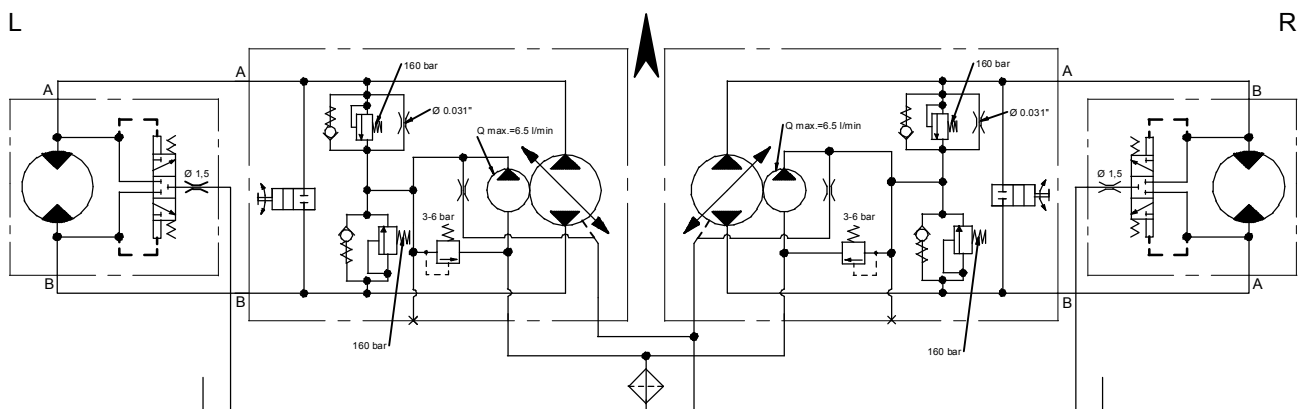 L
R
A
160 bar
160 bar
A
A
Ø 0.031"
Q max.=6.5 l/min
Q max.=6.5 l/min
Ø 0.031"
B
Ø 1,5
Ø 1,5
3-6 bar
3-6 bar
B
B
B
A
160 bar
160 bar